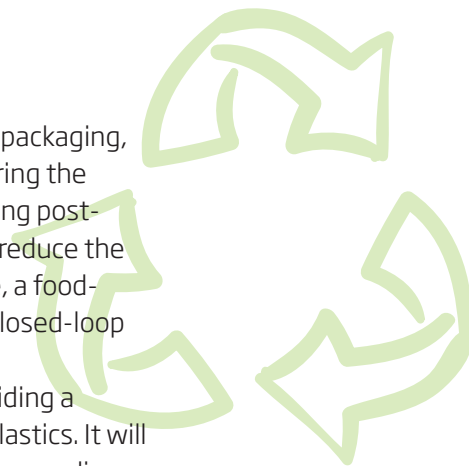 packaging,
ring the
ng post-
reduce the
, a food-
losed-loop
iding a
lastics. It will